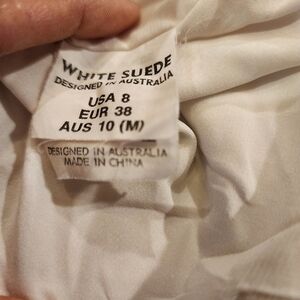 WHITE SUEDE
DESIGNED IN AUSTRALIA
USA 8
EUR 38
AUS 10 (M)
DESIGNED IN AUSTRALIA
MADE IN CHINA